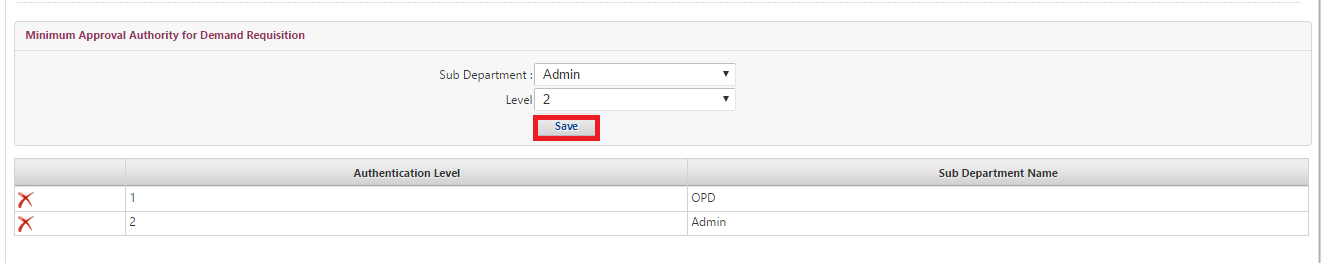 Minimum Approval Authority for Demand Requisition
Sub Department : Admin
Level 2
Save
Authentication Level Sub Department Name
1 OPD
2 Admin